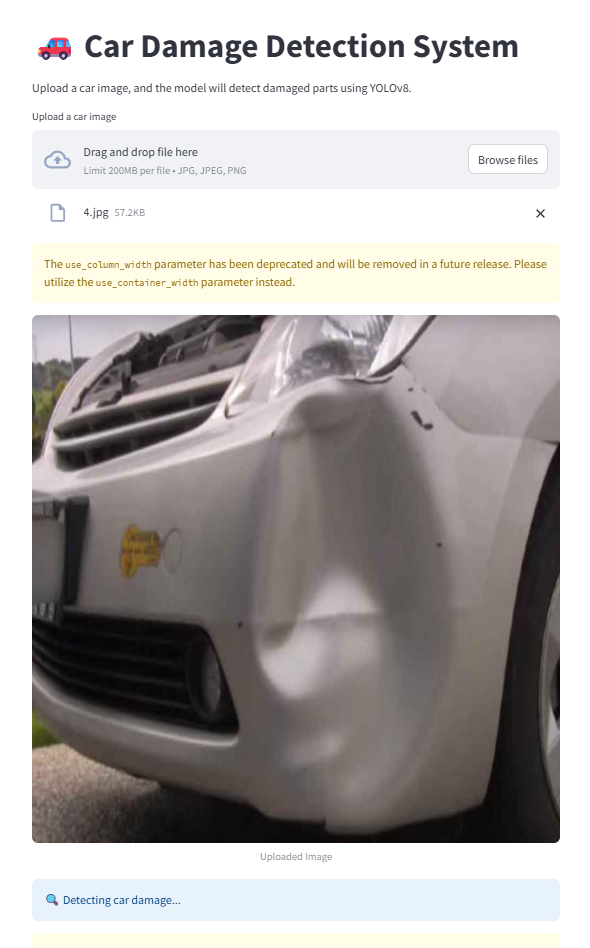 Car Damage Detection System
Upload a car image, and the model will detect damaged parts using YOLOv8.
Upload a car image
Drag and drop file here
Limit 200MB per file • JPG, JPEG, PNG
Browse files
4.jpg 57.2KB
The use_column_width parameter has been deprecated and will be removed in a future release. Please
utilize the use_container_width parameter instead.
Uploaded Image
Detecting car damage...